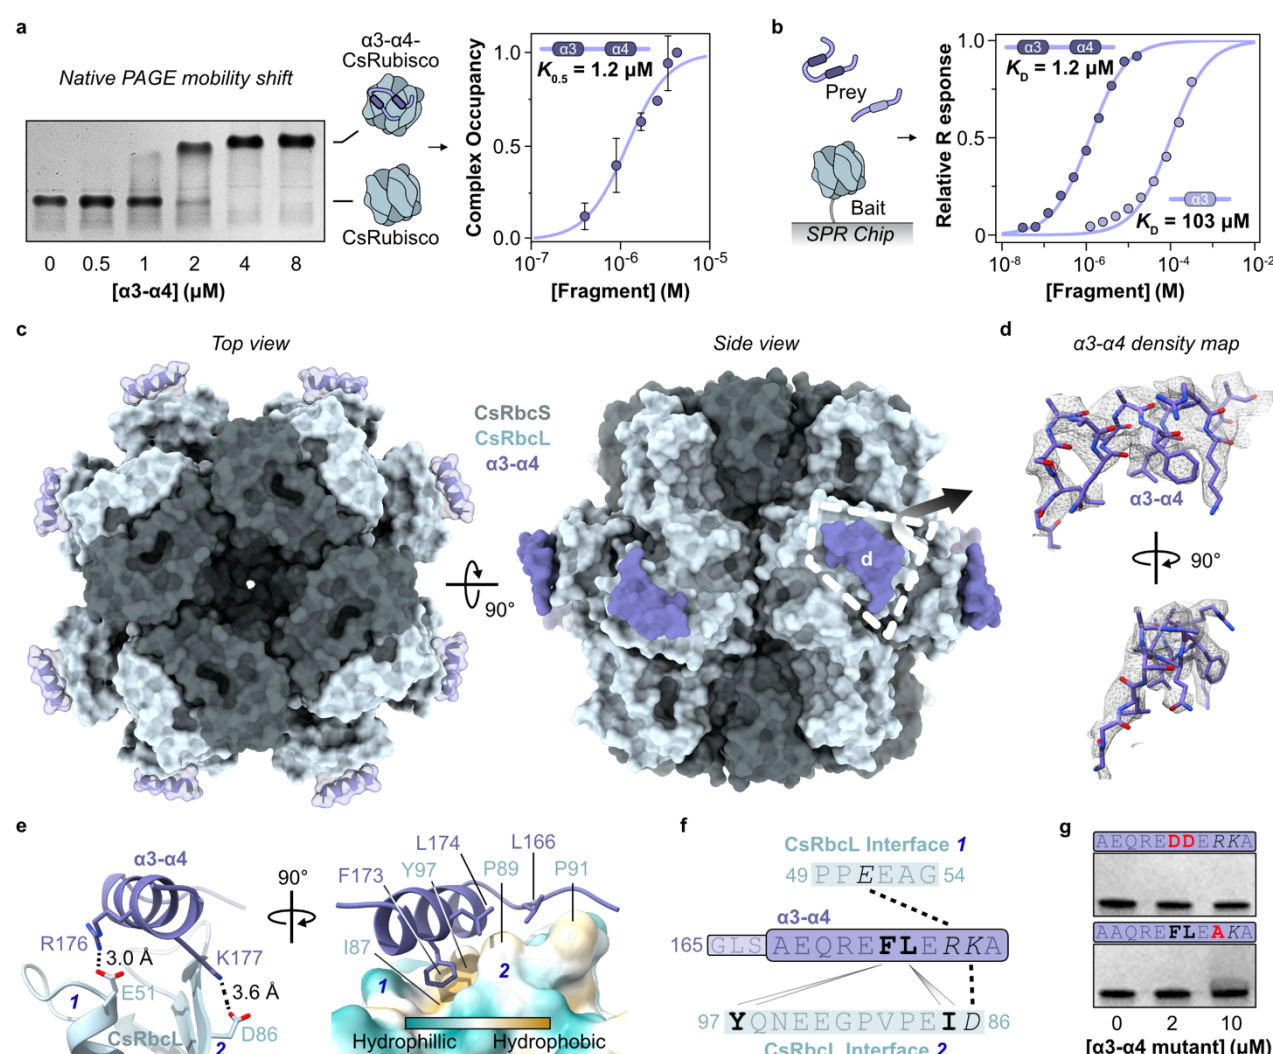 a
Native PAGE mobility shift
α3-α4-
CsRubisco
CsRubisco
0 0.5 1 2 4 8
[α3-α4] (μM)
Complex Occupancy
1.0
0.5
0.0
α3 α4
K0.5 = 1.2 μM
10-7 10-6 10-5
[Fragment] (M)
b
Prey
Bait
SPR Chip
Relative R esponse
1.0
0.5
0
α3 α4
KD = 1.2 μM
α3
KD = 103 μM
10-8 10-6 10-4 10-2
[Fragment] (M)
c
Top view
Side view
CsRbcS
CsRbcL
α3-α4
90°
d
d
α3-α4 density map
α3-α4
90°
e
α3-α4
R176
3.0 Å
K177
3.6 Å
1
E51
CsRbcL
D86
2
90°
L174
L166
F173
Y97
P89
P91
I87
1
2
Hydrophillic
Hydrophobic
f
CsRbcL Interface 1
49 PPEEAG 54
α3-α4
165 GLSAEQREFLERKA
97 YQNEEGPVPEID 86
CsRbcL Interface 2
g
AEQREDDERKA
AAQREFLEAKA
0 2 10
[α3-α4 mutant] (μM)